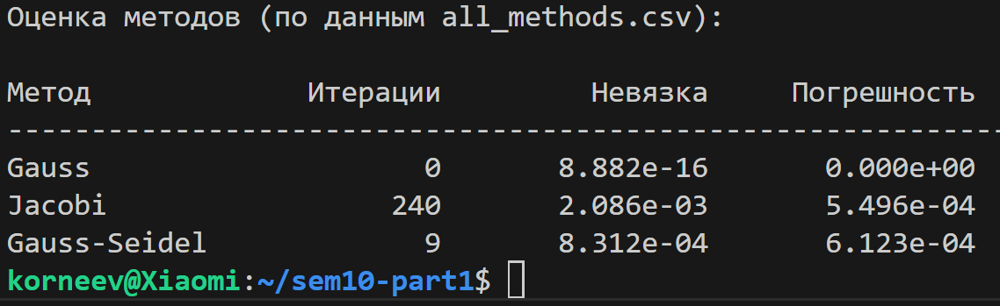 Оценка методов (по данным all_methods.csv):
Метод Итерации Невязка Погрешность
-----------------------------------------------------------------------
Gauss 0 8.882e-16 0.000e+00
Jacobi 240 2.086e-03 5.496e-04
Gauss-Seidel 9 8.312e-04 6.123e-04
korneev@Xiaomi:~/sem10-part1$